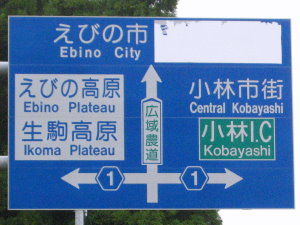 えびの市
Ebino City
えびの高原
Ebino Plateau
生駒高原
Ikoma Plateau
広域農道
小林市街
Central Kobayashi
小林I.C
Kobayashi
1
1